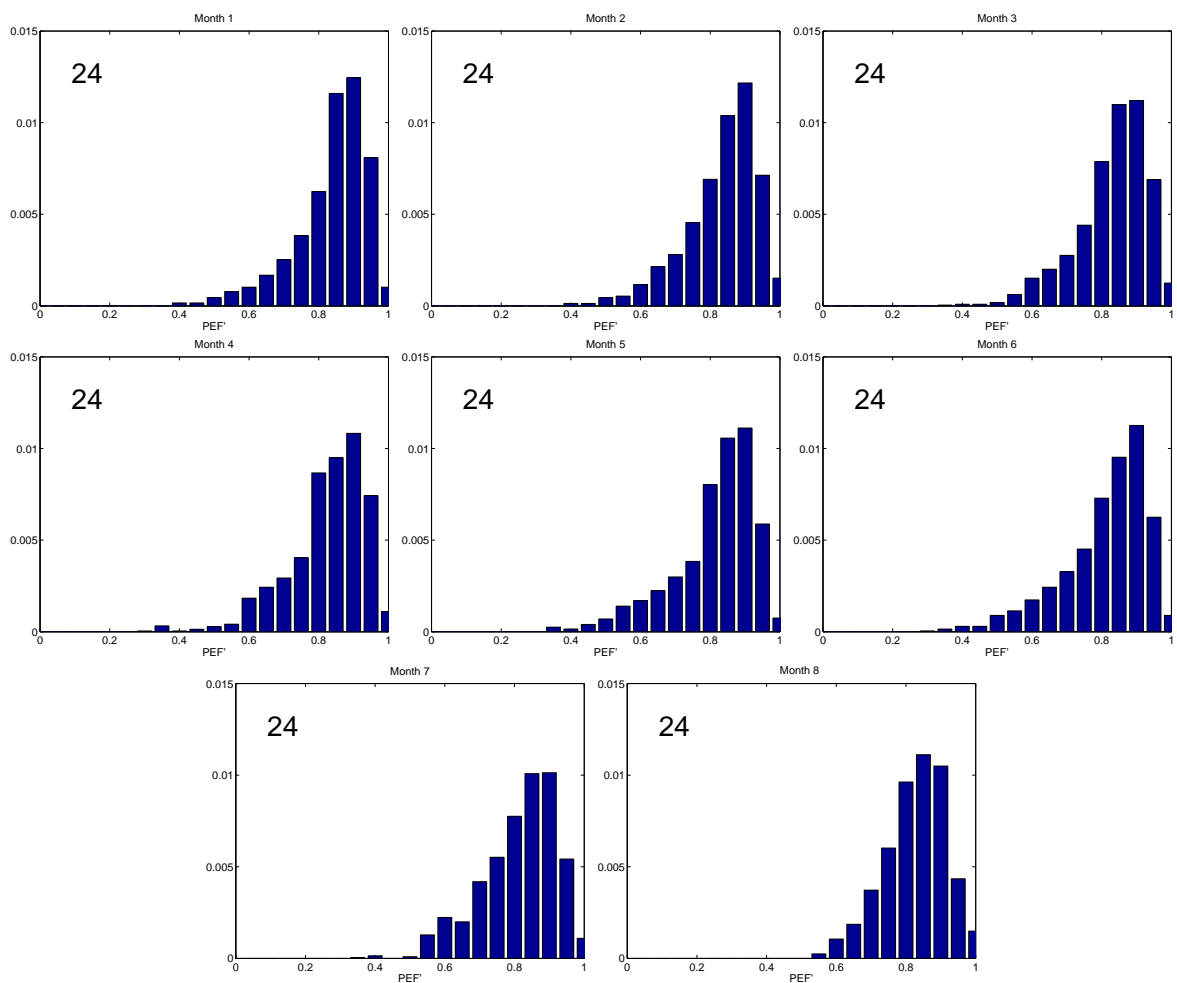 Month 1 Month 2 Month 3
0.015 0.015 0.015
24 24 24
0.01 0.01 0.01
0.005 0.005 0.005
0 0 0
0 0.2 0.4 0.6 0.8 1 0 0.2 0.4 0.6 0.8 1 0 0.2 0.4 0.6 0.8 1
PEF' PEF' PEF'
Month 4 Month 5 Month 6
0.015 0.015 0.015
24 24 24
0.01 0.01 0.01
0.005 0.005 0.005
0 0 0
0 0.2 0.4 0.6 0.8 1 0 0.2 0.4 0.6 0.8 1 0 0.2 0.4 0.6 0.8 1
PEF' PEF' PEF'
Month 7 Month 8
0.015 0.015
24 24
0.01 0.01
0.005 0.005
0 0
0 0.2 0.4 0.6 0.8 1 0 0.2 0.4 0.6 0.8 1
PEF' PEF'